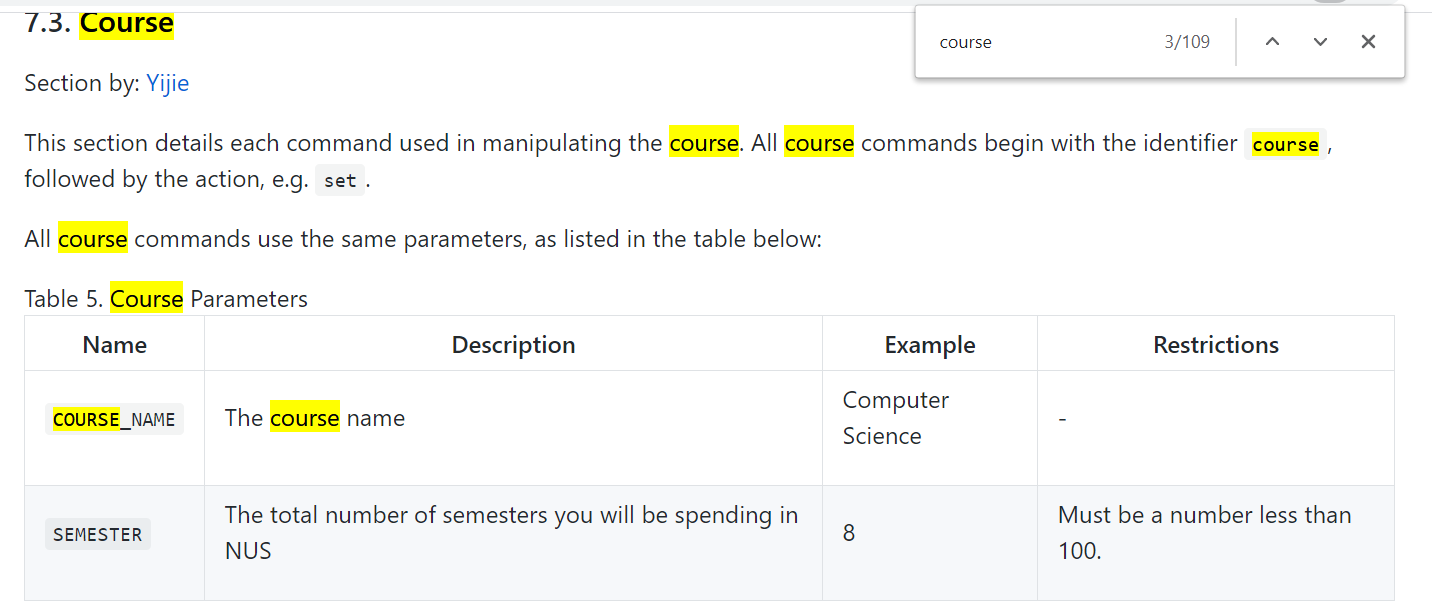 7.3. Course
course 3/109
Section by: Yijie
This section details each command used in manipulating the course. All course commands begin with the identifier course ,
followed by the action, e.g. set .
All course commands use the same parameters, as listed in the table below:
Table 5. Course Parameters
Name Description Example Restrictions
COURSE_NAME The course name Computer Science -
SEMESTER The total number of semesters you will be spending in NUS 8 Must be a number less than 100.